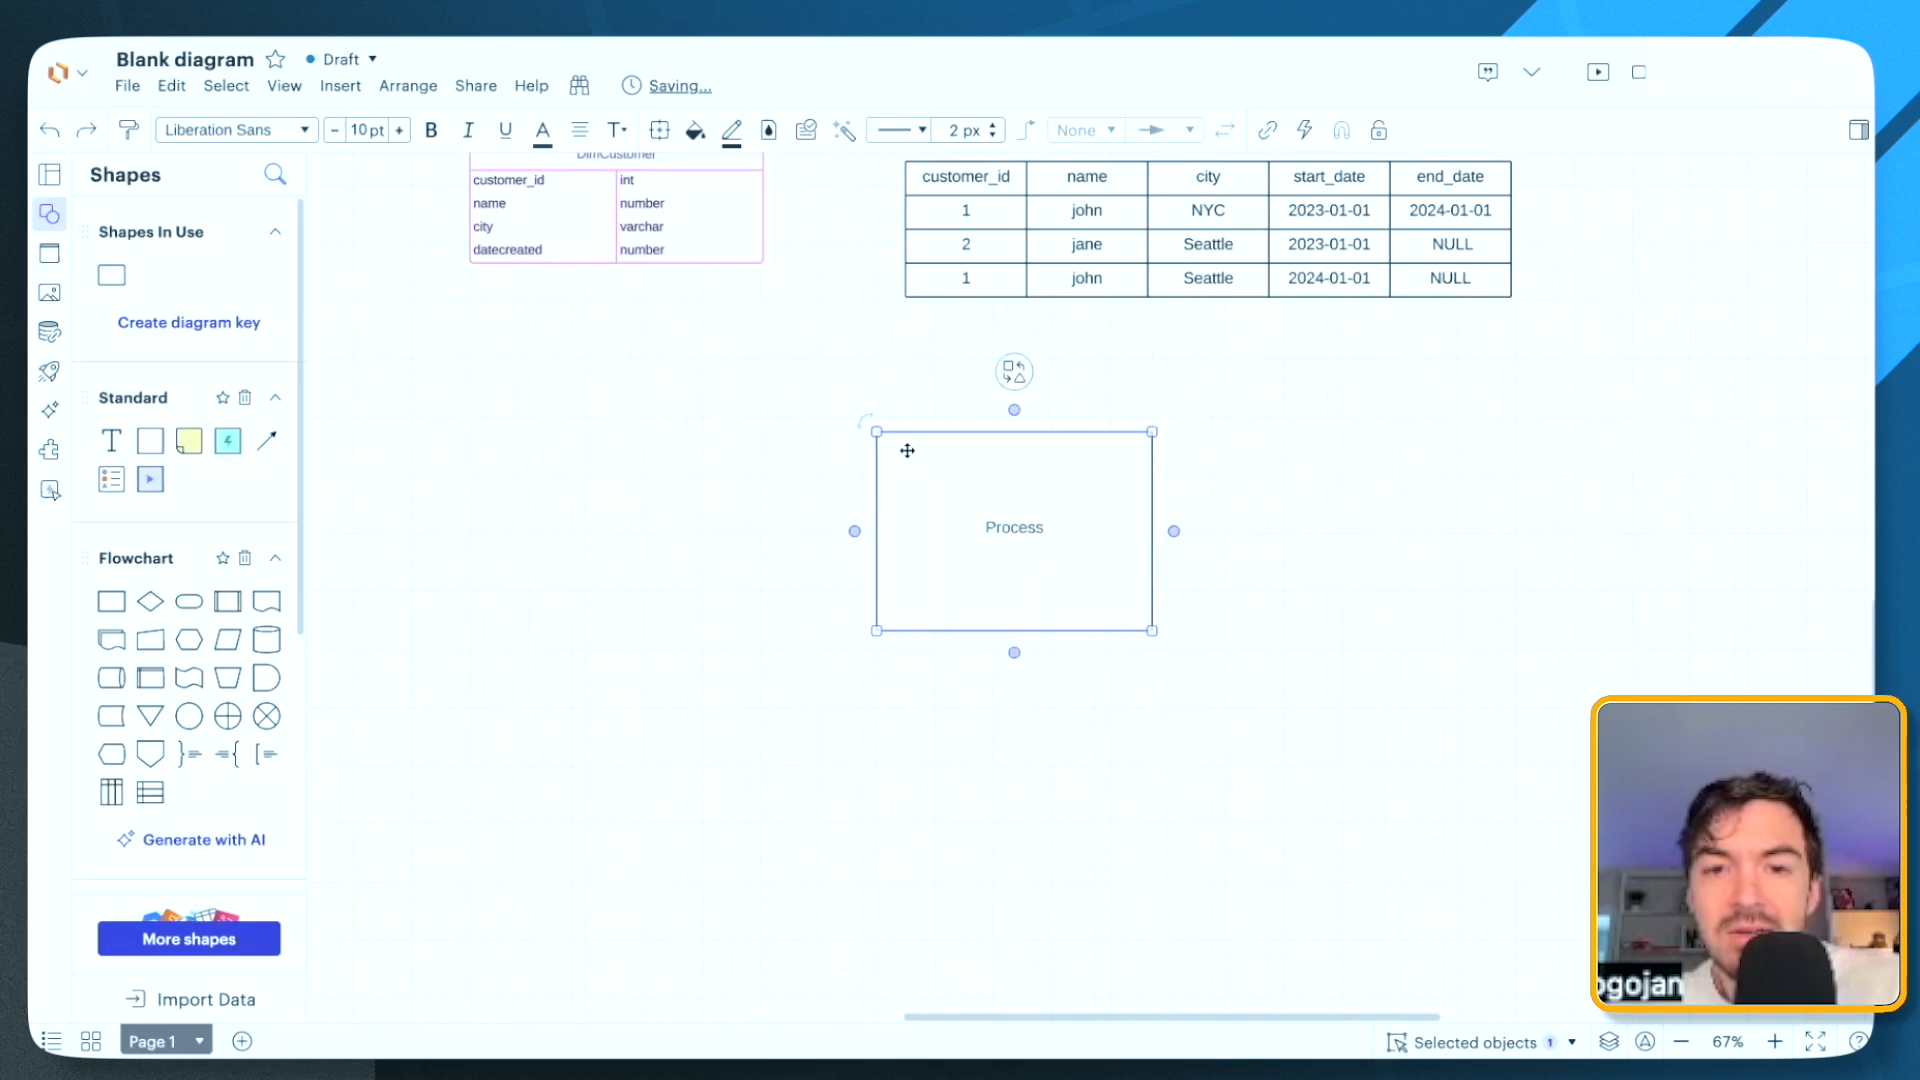 Blank diagram
Draft
File Edit Select View Insert Arrange Share Help Saving...
Liberation Sans
- 10 pt +
B I U A T
2 px
None
Shapes
Shapes In Use
Create diagram key
Standard
T
Flowchart
Generate with AI
More shapes
Import Data
DimCustomer
customer_id int
name number
city varchar
datecreated number
customer_id name city start_date end_date
1 john NYC 2023-01-01 2024-01-01
2 jane Seattle 2023-01-01 NULL
1 john Seattle 2024-01-01 NULL
Process
ogojan
Page 1
Selected objects 1
67%